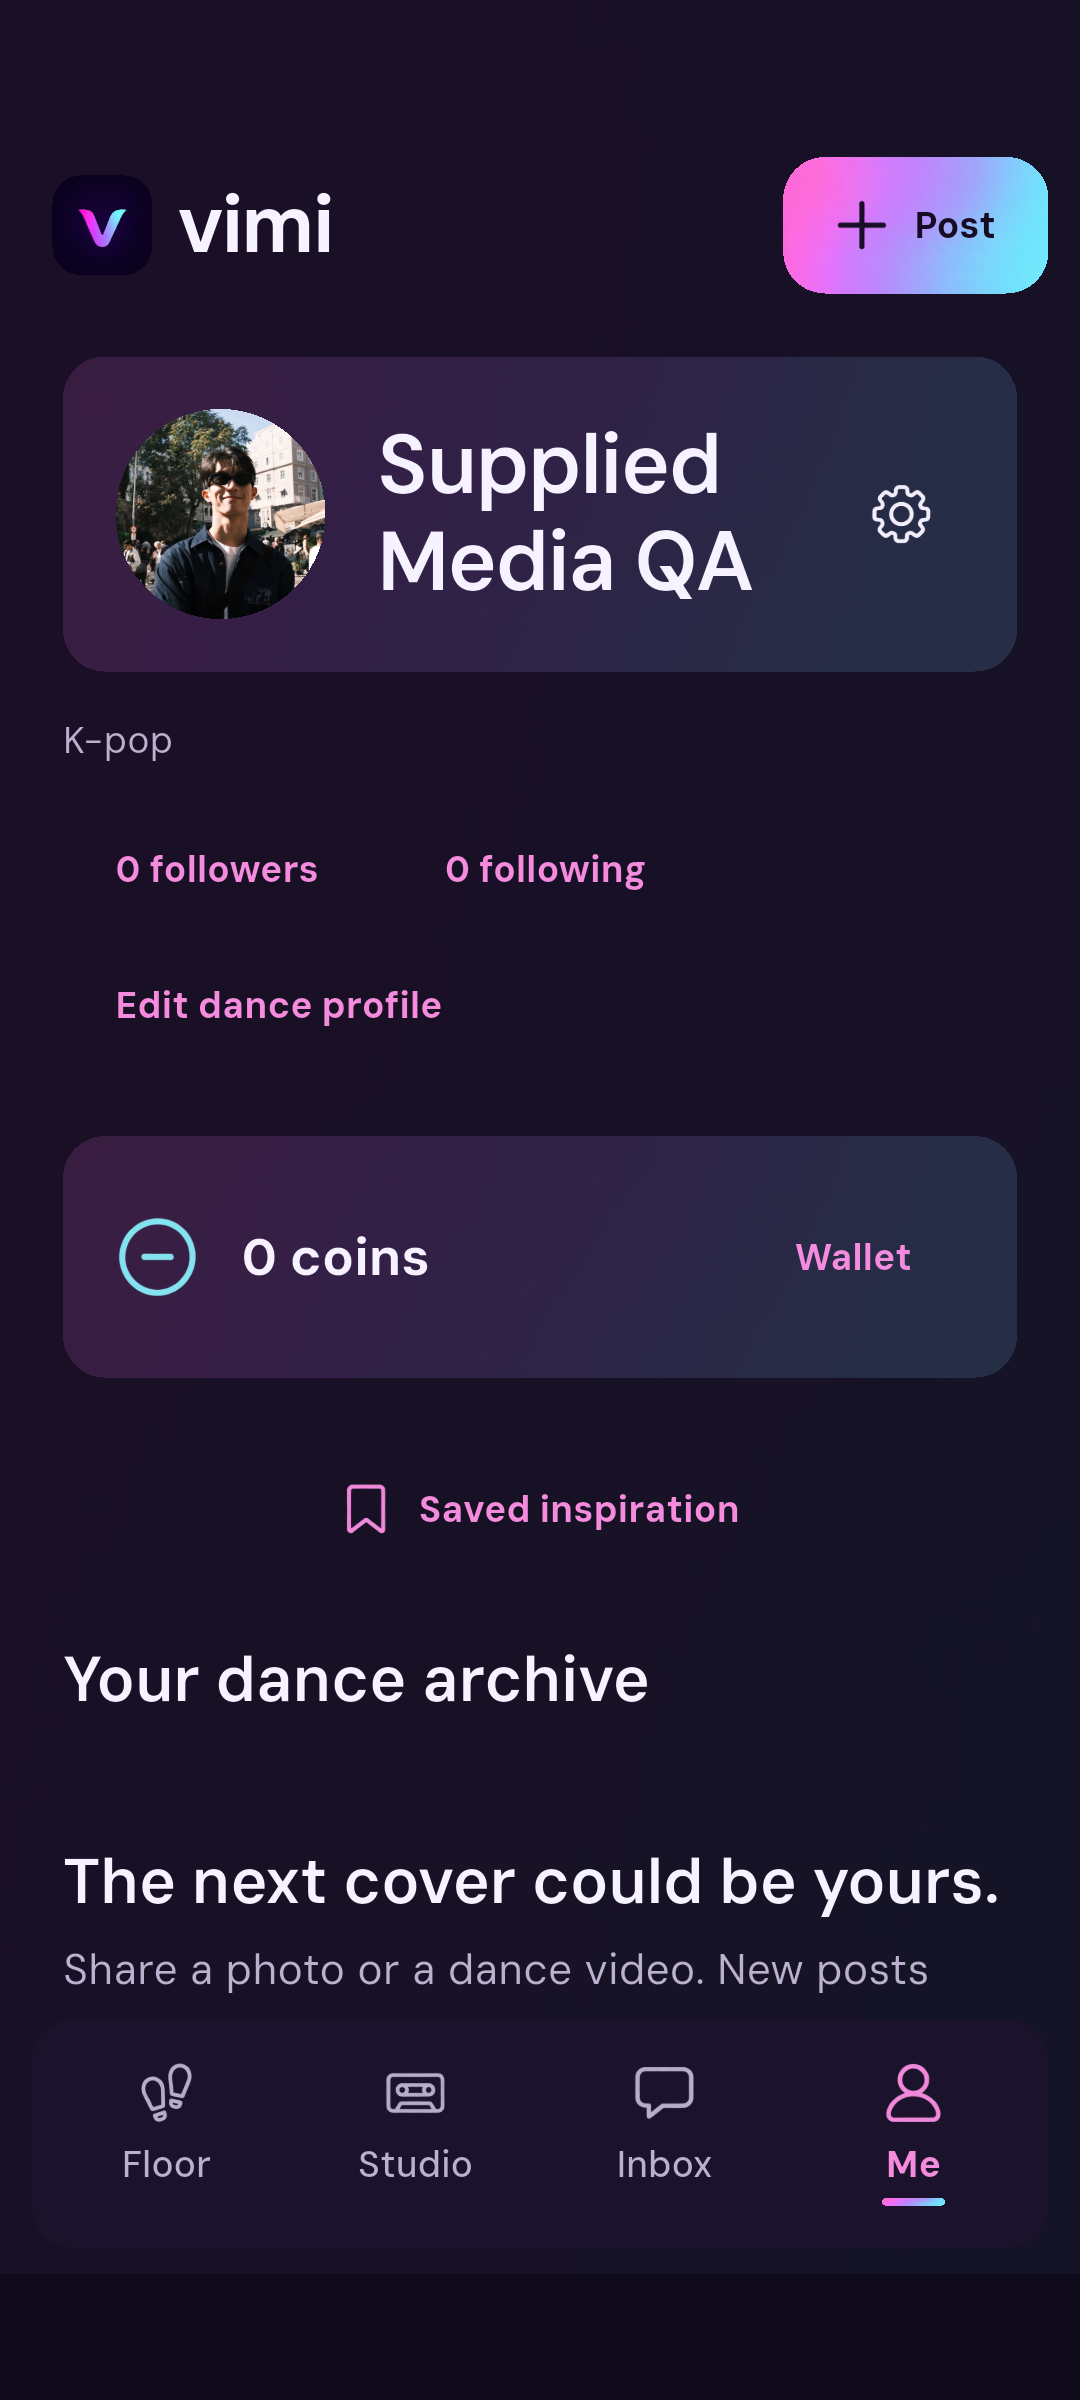 vimi
Post
Supplied
Media QA
K-pop
0 followers
0 following
Edit dance profile
0 coins
Wallet
Saved inspiration
Your dance archive
The next cover could be yours.
Share a photo or a dance video. New posts
Floor
Studio
Inbox
Me